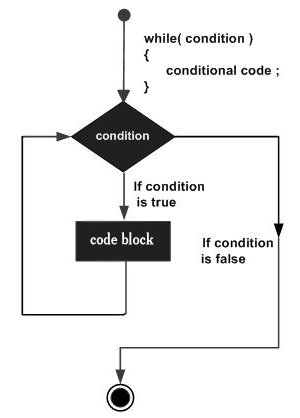 while( condition )
{
conditional code ;
}
condition
If condition
is true
code block
If condition
is false